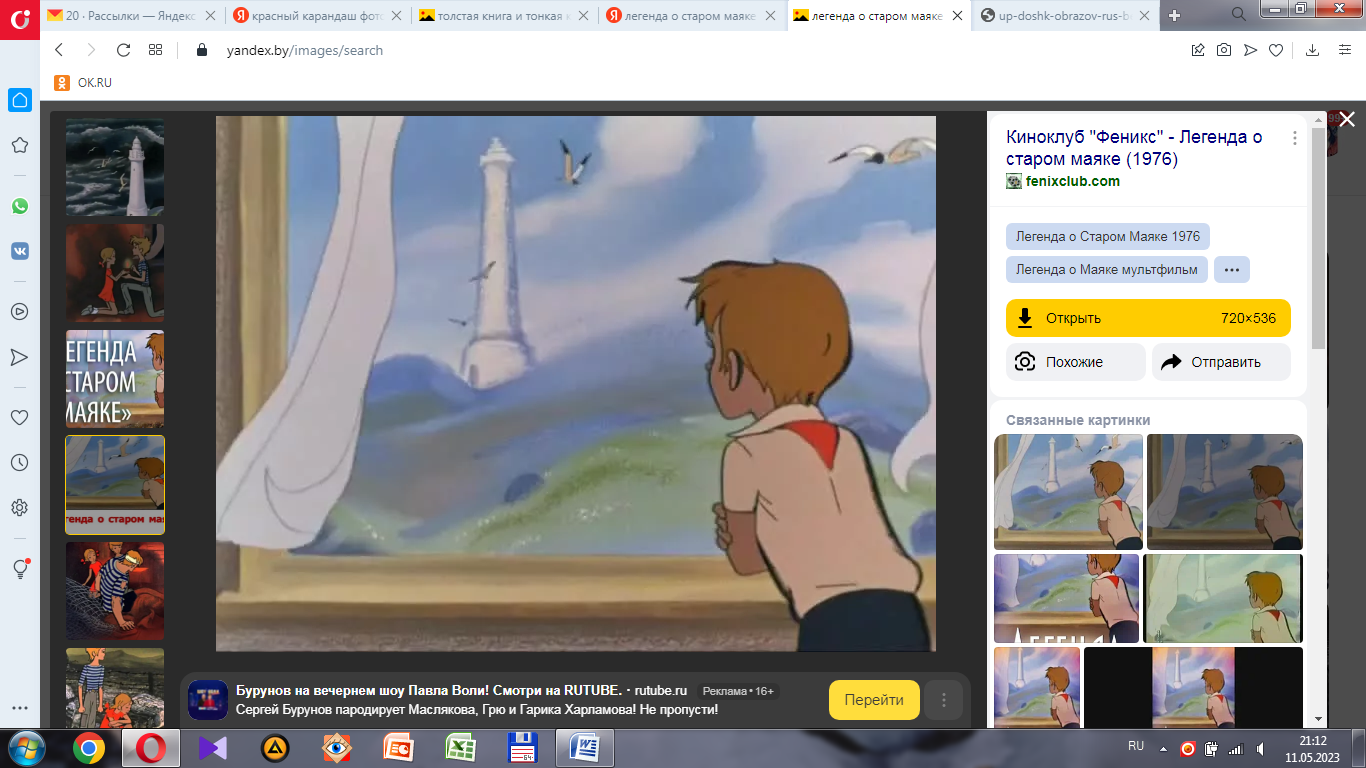 20 · Рассылки — Яндекс
красный карандаш фото
толстая книга и тонкая к
легенда о старом маяке
легенда о старом маяке
up-doshk-obrazov-rus-b
yandex.by/images/search
OK.RU
Киноклуб "Феникс" - Легенда о
старом маяке (1976)
fenixclub.com
Легенда о Старом Маяке 1976
Легенда о Маяке мультфильм
Открыть 720×536
Похожие Отправить
Связанные картинки
ЕГЕНДА
СТАРОМ
МАЯКЕ»
генда о старом мая
Бурунов на вечернем шоу Павла Воли! Смотри на RUTUBE. · rutube.ru Реклама • 16+
Сергей Бурунов пародирует Маслякова, Грю и Гарика Харламова! Не пропусти!
Перейти
RU
21:12
11.05.2023